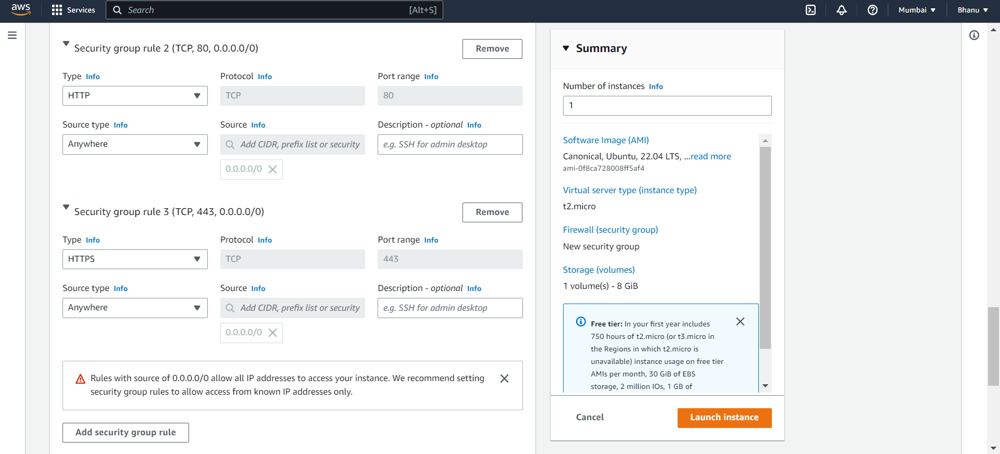 aws
Services
Search [Alt+S]
Mumbai
Bhanu
Security group rule 2 (TCP, 80, 0.0.0.0/0)
Remove
Type Info
Protocol Info
Port range Info
HTTP
TCP
80
Source type Info
Source Info
Description - optional Info
Anywhere
Add CIDR, prefix list or security
e.g. SSH for admin desktop
0.0.0.0/0
Security group rule 3 (TCP, 443, 0.0.0.0/0)
Remove
Type Info
Protocol Info
Port range Info
HTTPS
TCP
443
Source type Info
Source Info
Description - optional Info
Anywhere
Add CIDR, prefix list or security
e.g. SSH for admin desktop
0.0.0.0/0
Rules with source of 0.0.0.0/0 allow all IP addresses to access your instance. We recommend setting
security group rules to allow access from known IP addresses only.
Add security group rule
Summary
Number of instances Info
1
Software Image (AMI)
Canonical, Ubuntu, 22.04 LTS, ...read more
ami-0f8ca728008ff5af4
Virtual server type (instance type)
t2.micro
Firewall (security group)
New security group
Storage (volumes)
1 volume(s) - 8 GiB
Free tier: In your first year includes
750 hours of t2.micro (or t3.micro in
the Regions in which t2.micro is
unavailable) instance usage on free tier
AMIs per month, 30 GiB of EBS
storage, 2 million IOs, 1 GB of
Cancel
Launch instance